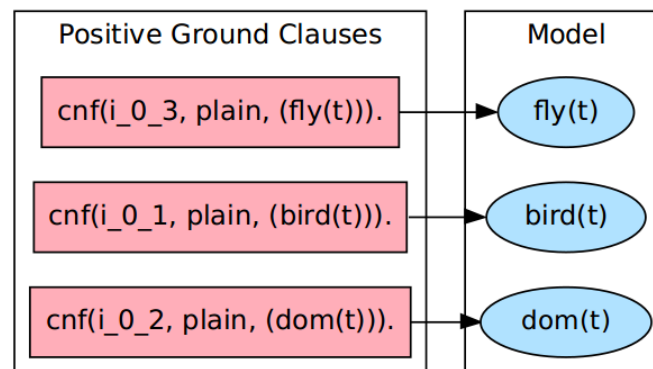 Positive Ground Clauses
Model
cnf(i_0_3, plain, (fly(t))).
fly(t)
cnf(i_0_1, plain, (bird(t))).
bird(t)
cnf(i_0_2, plain, (dom(t))).
dom(t)